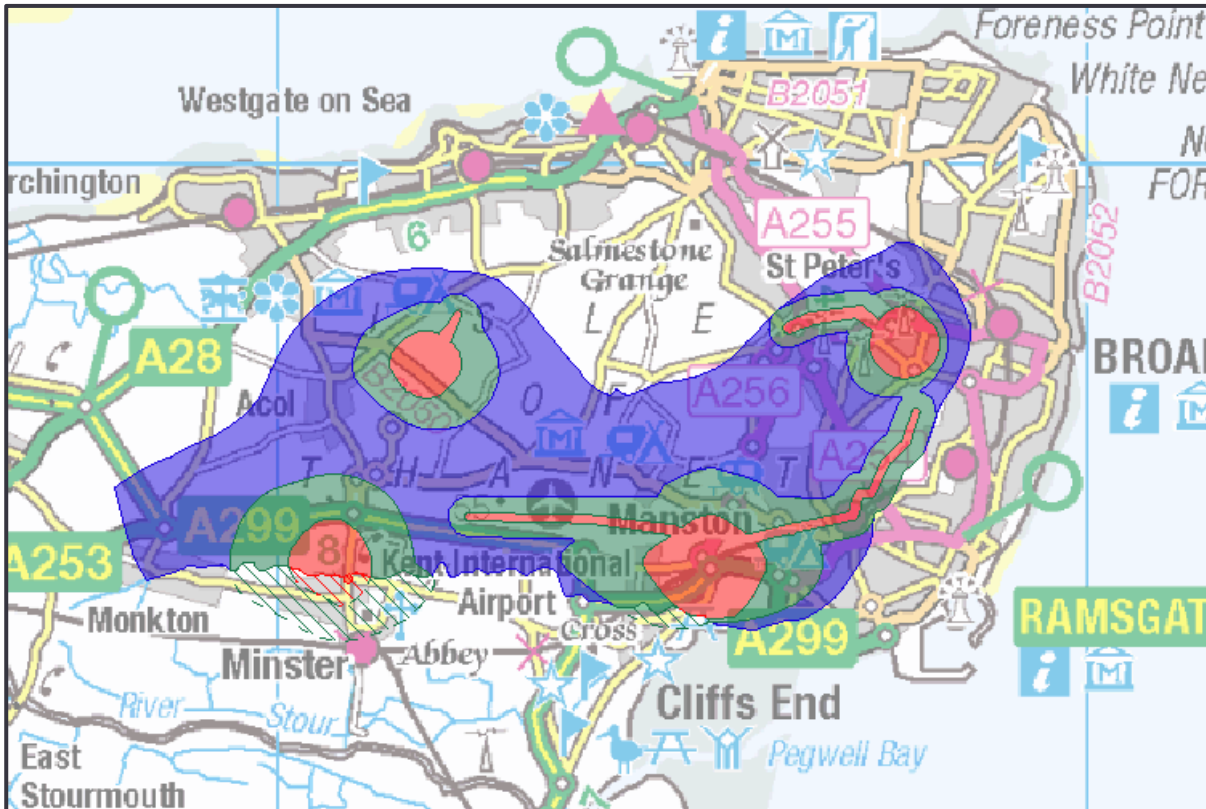 Foreness Point
White Ne
Westgate on Sea
B2051
N
FOR
rchington
A255
6
Salmestone
Grange
St Peter's
B2052
S
L
E
A28
BROA
A256
Acol
O
F
T
H
A
N
E
T
A299
Manston
8
Kent International
A253
Airport
Monkton
Cross
A299
RAMSGAT
Minster
Abbey
Cliffs End
River
Stour
Pegwell Bay
East
Stourmouth
7